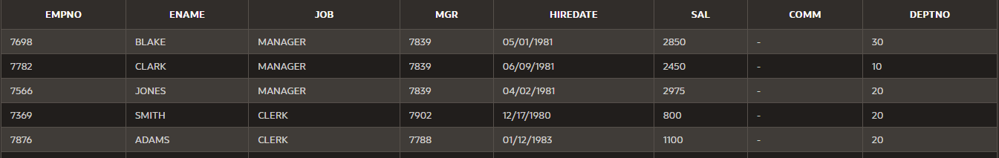 EMPNO ENAME JOB MGR HIREDATE SAL COMM DEPTNO
7698 BLAKE MANAGER 7839 05/01/1981 2850 - 30
7782 CLARK MANAGER 7839 06/09/1981 2450 - 10
7566 JONES MANAGER 7839 04/02/1981 2975 - 20
7369 SMITH CLERK 7902 12/17/1980 800 - 20
7876 ADAMS CLERK 7788 01/12/1983 1100 - 20